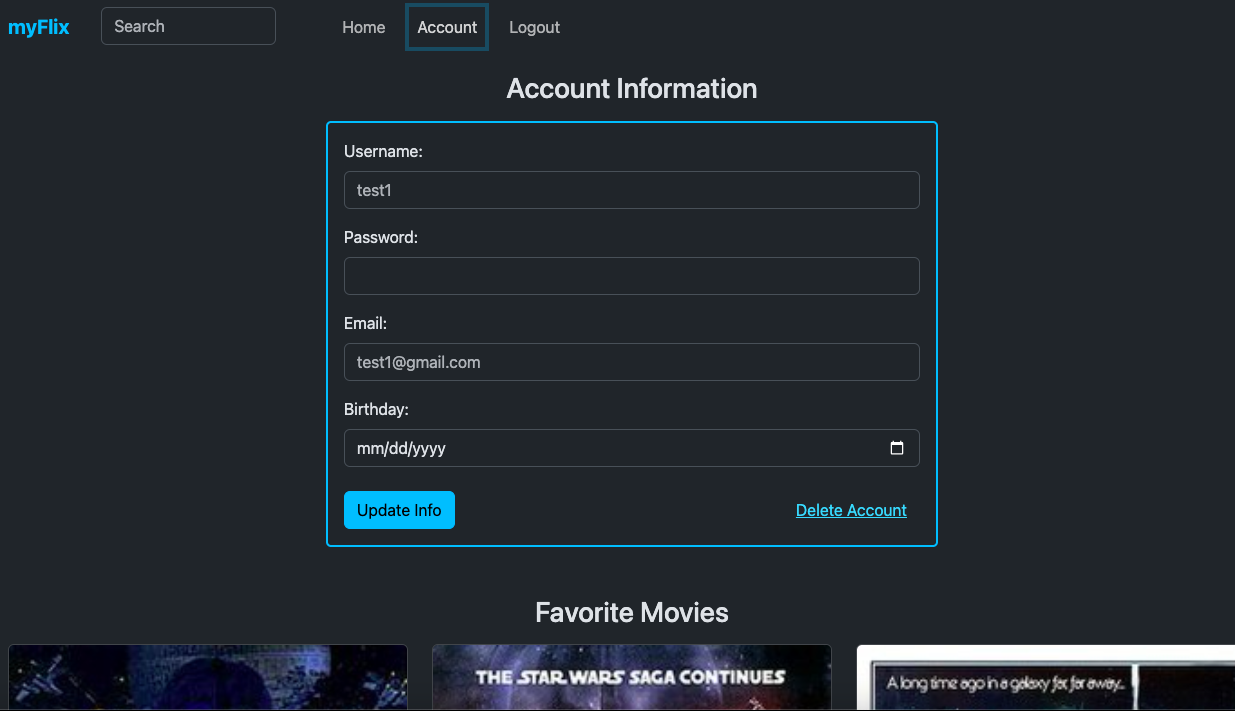 myFlix Search Home Account Logout
Account Information
Username:
test1
Password:
Email:
test1@gmail.com
Birthday:
mm/dd/yyyy
Update Info Delete Account
Favorite Movies
THE STAR WARS SAGA CONTINUES
A long time ago in a galaxy far, far away...